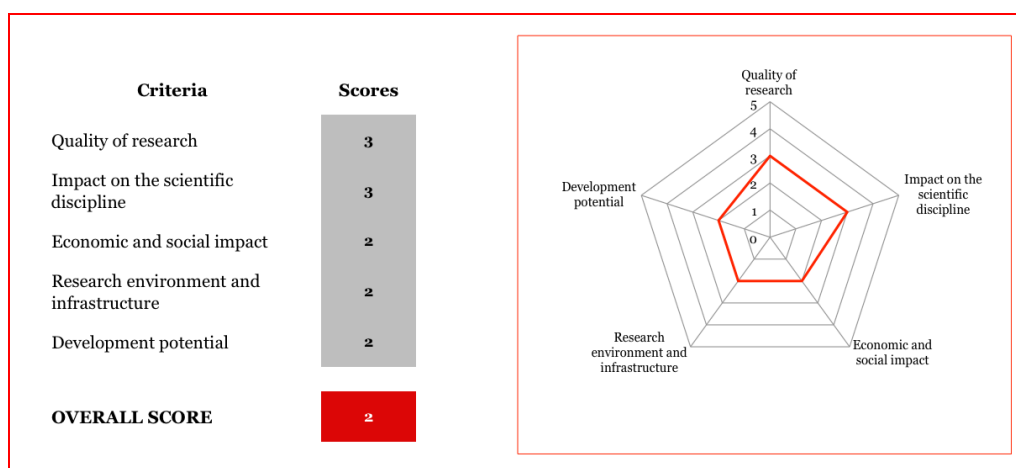 Criteria Scores
Quality of research 3
Impact on the scientific
discipline 3
Economic and social impact 2
Research environment and
infrastructure 2
Development potential 2
OVERALL SCORE 2
Quality of
research
5
4
3
2
1
0
Impact on the
scientific
discipline
Economic and
social impact
Research
environment and
infrastructure
Development
potential